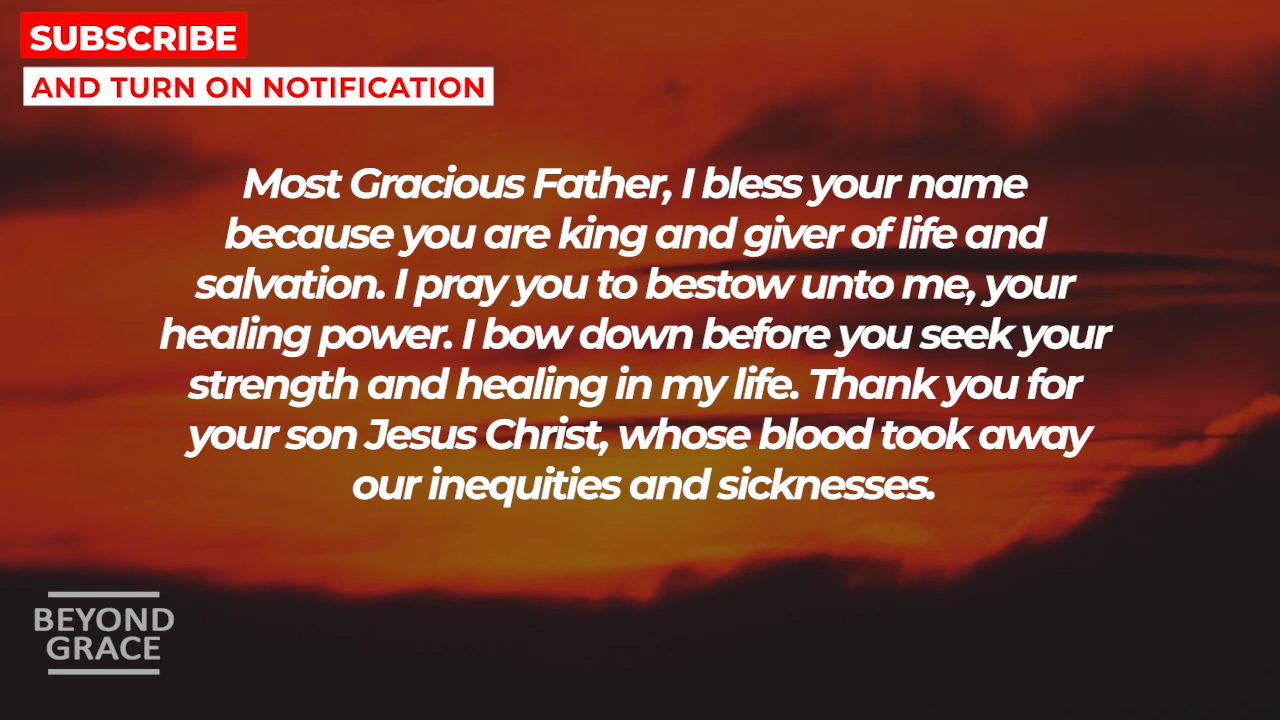 SUBSCRIBE
AND TURN ON NOTIFICATION
Most Gracious Father, I bless your name
because you are king and giver of life and
salvation. I pray you to bestow unto me, your
healing power. I bow down before you seek your
strength and healing in my life. Thank you for
your son Jesus Christ, whose blood took away
our inequities and sicknesses.
BEYOND
GRACE